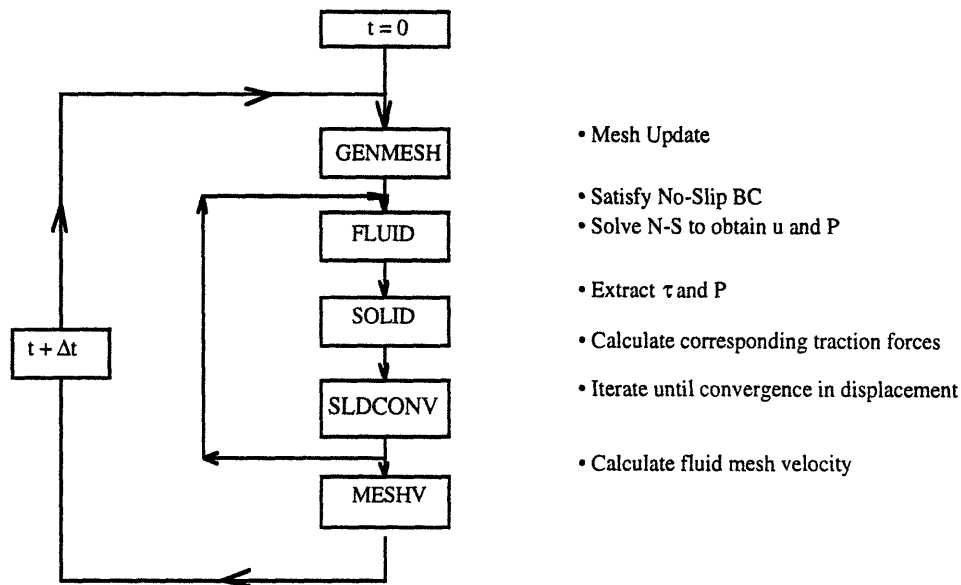 t = 0
GENMESH
FLUID
SOLID
SLDCONV
MESHV
t + Δt
• Mesh Update
• Satisfy No-Slip BC
• Solve N-S to obtain u and P
• Extract τ and P
• Calculate corresponding traction forces
• Iterate until convergence in displacement
• Calculate fluid mesh velocity